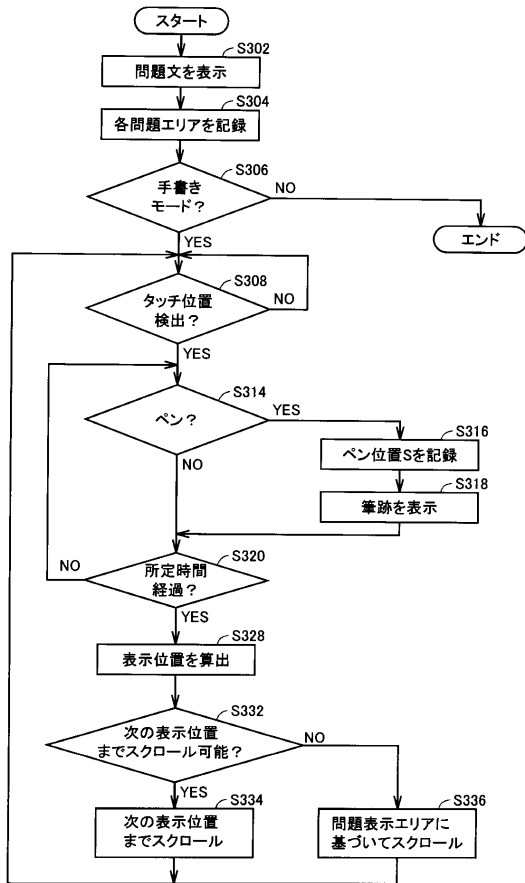 スタート
S302
問題文を表示
S304
各問題エリアを記録
S306
手書き
モード?
NO
YES
エンド
S308
タッチ位置
検出?
NO
YES
S314
ペン?
YES
NO
S316
ペン位置Sを記録
S318
筆跡を表示
S320
所定時間
経過?
NO
YES
S328
表示位置を算出
S332
次の表示位置
までスクロール可能?
NO
YES
S334
次の表示位置
までスクロール
S336
問題表示エリアに
基づいてスクロール